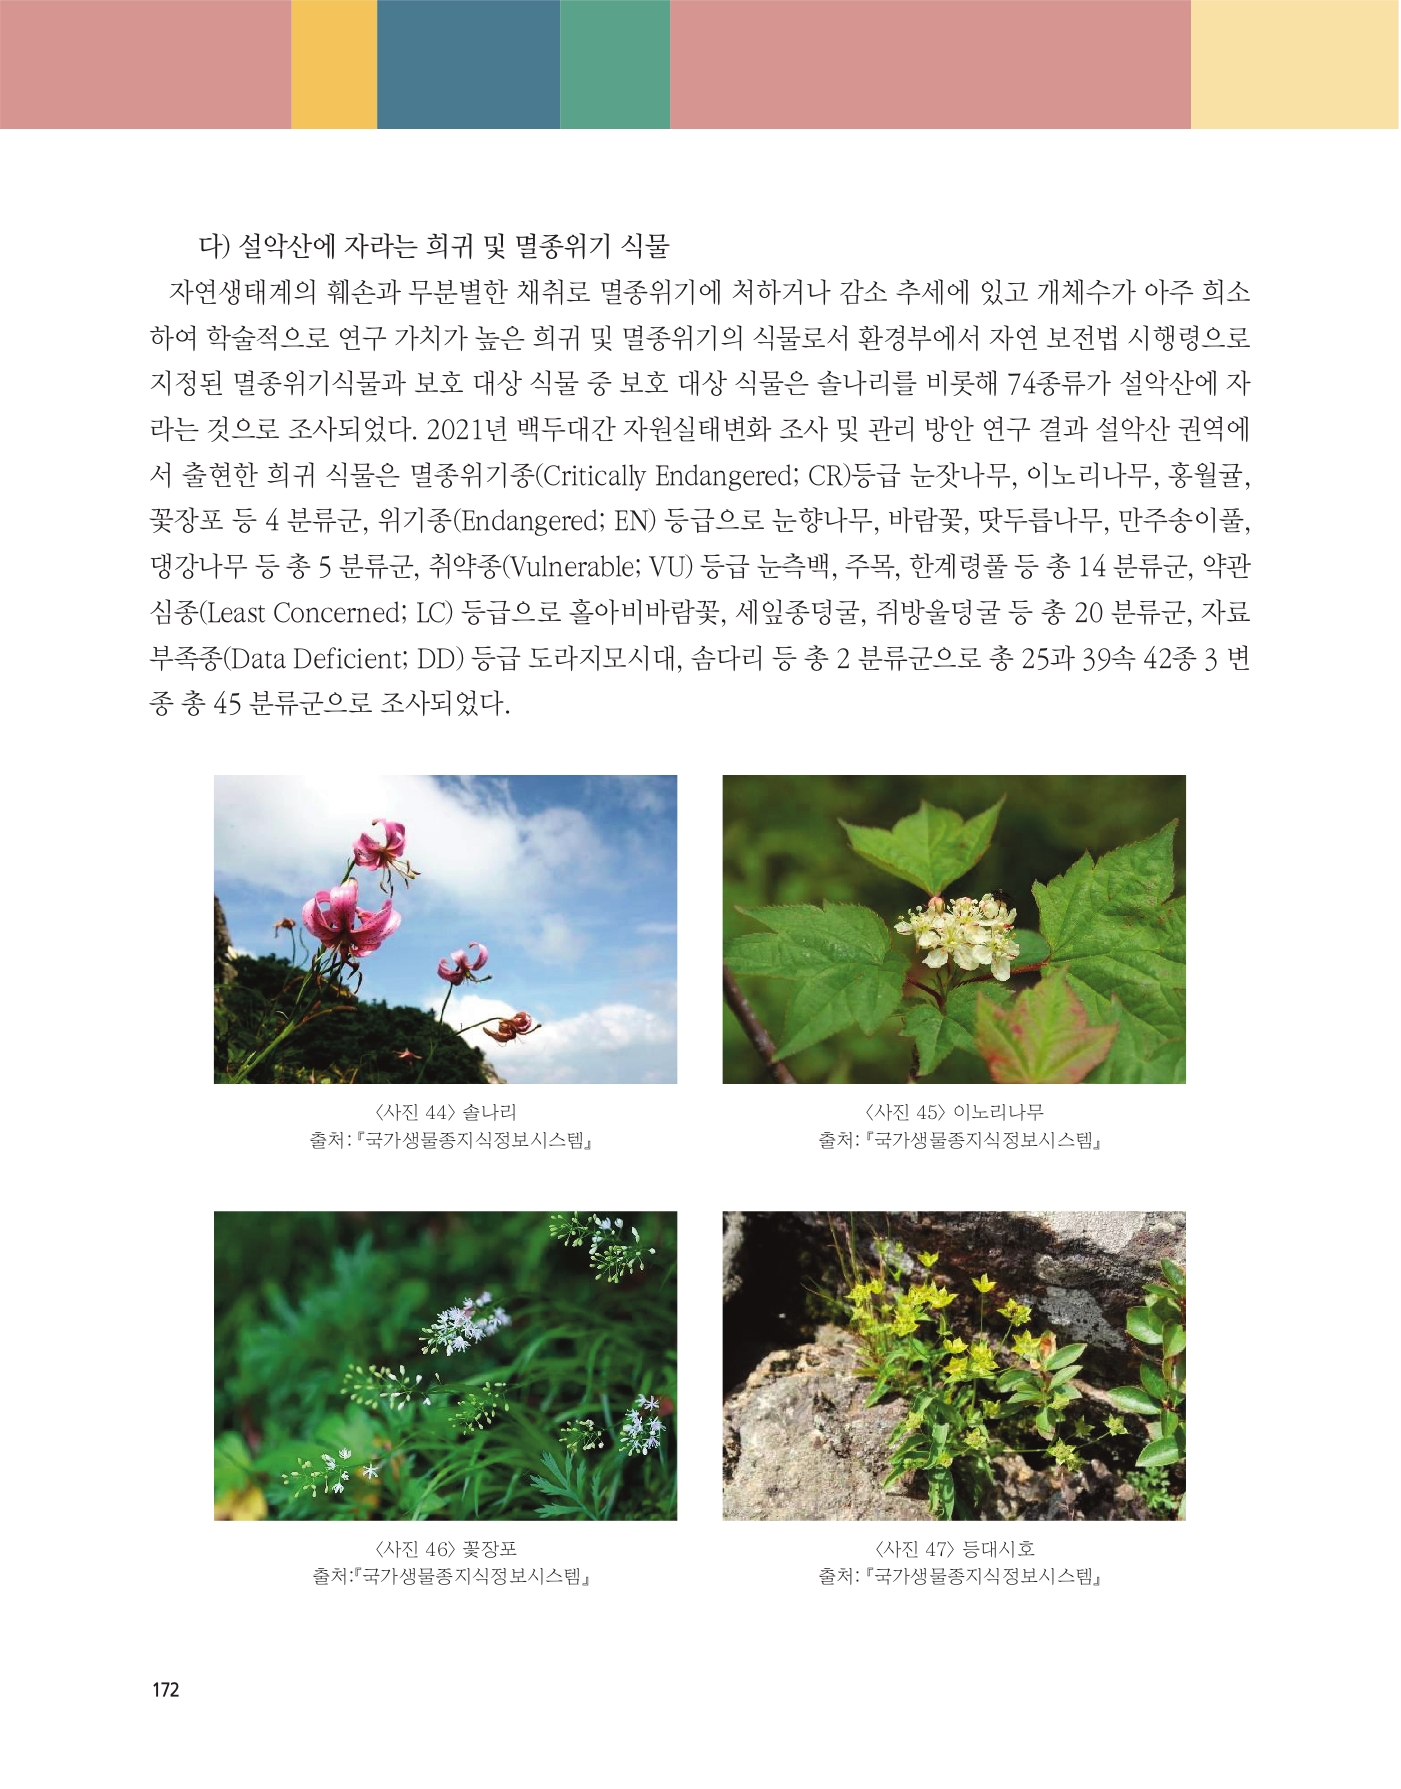 다) 설악산에 자라는 희귀 및 멸종위기 식물
자연생태계의 훼손과 무분별한 채취로 멸종위기에 처하거나 감소 추세에 있고 개체수가 아주 희소
하여 학술적으로 연구 가치가 높은 희귀 및 멸종위기의 식물로서 환경부에서 자연 보전법 시행령으로
지정된 멸종위기식물과 보호 대상 식물 중 보호 대상 식물은 솔나리를 비롯해 74종류가 설악산에 자
라는 것으로 조사되었다. 2021년 백두대간 자원실태변화 조사 및 관리 방안 연구 결과 설악산 권역에
서 출현한 희귀 식물은 멸종위기종(Critically Endangered; CR)등급 눈잣나무, 이노리나무, 홍월귤,
꽃장포 등 4 분류군, 위기종(Endangered; EN) 등급으로 눈향나무, 바람꽃, 땃두릅나무, 만주송이풀,
댕강나무 등 총 5 분류군, 취약종(Vulnerable; VU) 등급 눈측백, 주목, 한계령풀 등 총 14 분류군, 약관
심종(Least Concerned; LC) 등급으로 홀아비바람꽃, 세잎종덩굴, 쥐방울덩굴 등 총 20 분류군, 자료
부족종(Data Deficient; DD) 등급 도라지모시대, 솜다리 등 총 2 분류군으로 총 25과 39속 42종 3 변
종 총 45 분류군으로 조사되었다.
〈사진 44〉 솔나리
출처:『국가생물종지식정보시스템』
〈사진 45〉 이노리나무
출처:『국가생물종지식정보시스템』
〈사진 46〉 꽃장포
출처:『국가생물종지식정보시스템』
〈사진 47〉 등대시호
출처:『국가생물종지식정보시스템』
172